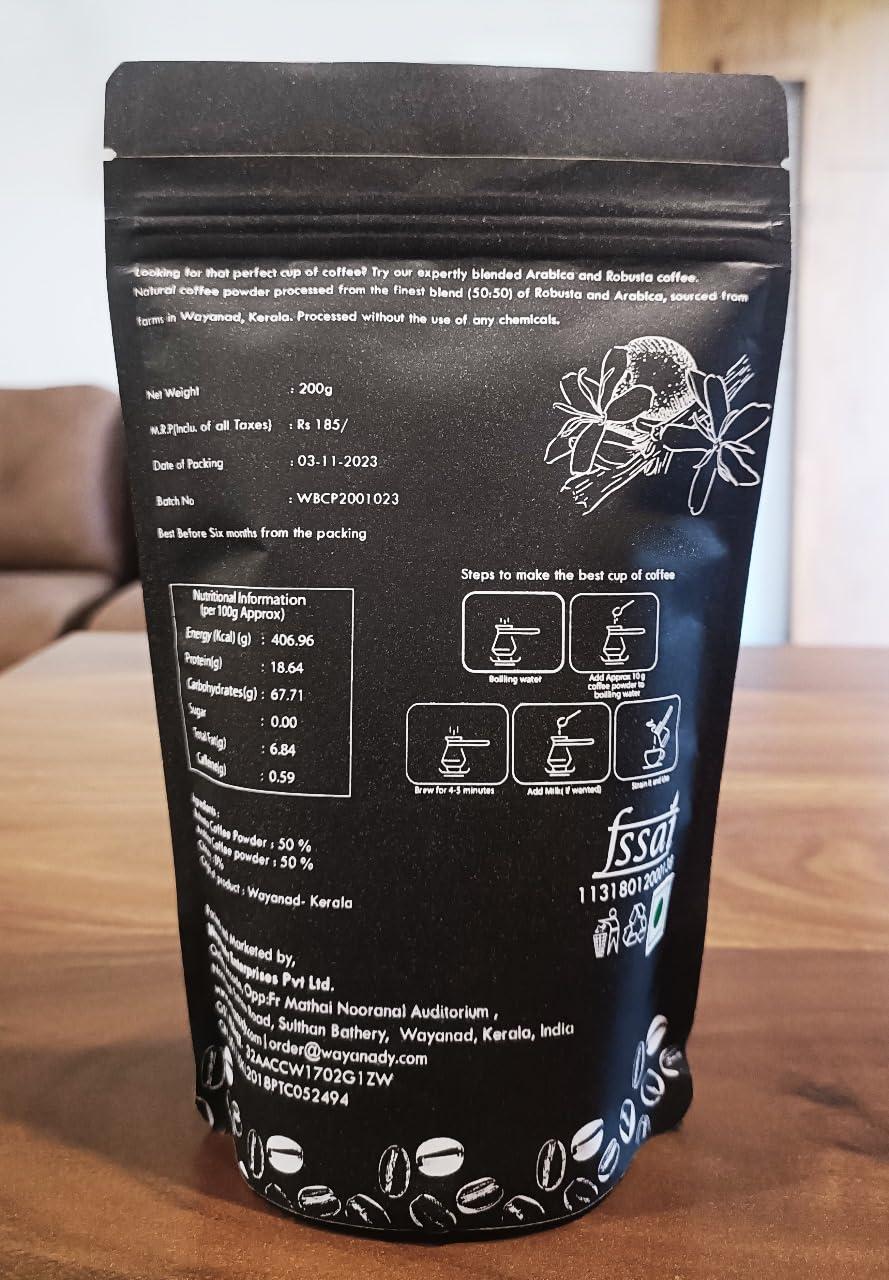 Looking for that perfect cup of coffee? Try our expertly blended Arabica and Robusta coffee.
Natural coffee powder processed from the finest blend (50:50) of Robusta and Arabica, sourced from
farms in Wayanad, Kerala. Processed without the use of any chemicals.
Net Weight : 200g
M.R.P(Inclu. of all Taxes) : Rs 185/
Date of Packing : 03-11-2023
Batch No : WBCP2001023
Best Before Six months from the packing
Steps to make the best cup of coffee
Boiling water
Add Approx 10 g
coffee powder to
boiling water
Brew for 4-5 minutes
Add Milk( if wanted)
Strain it and Use
Nutritional Information
(per 100g Approx)
Energy (Kcal) (g) : 406.96
Protein(g) : 18.64
Carbohydrates(g) : 67.71
Sugar : 0.00
Total Fat(g) : 6.84
Caffeine(g) : 0.59
Ingredients :
Coffee Powder : 50 %
Coffee powder : 50 %
product : Wayanad- Kerala
fssai
Marketed by,
Enterprises Pvt Ltd.
Opp:Fr Mathai Nooranal Auditorium ,
Road, Sulthan Bathery, Wayanad, Kerala, India
order@wayanady.com
32AACCW1702G1ZW
2018PTC052494